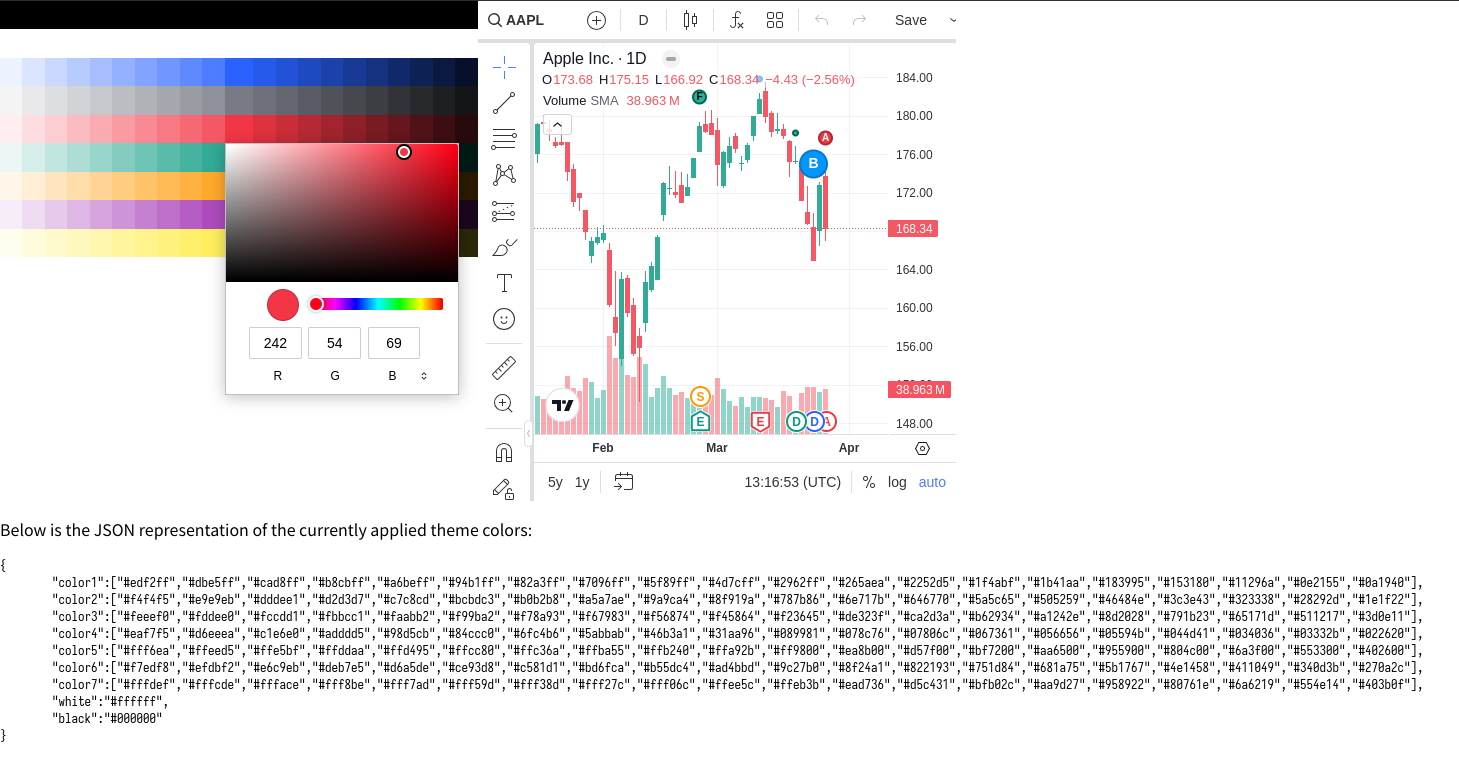 AAPL D Save
Apple Inc. · 1D
O173.68 H175.15 L166.92 C168.34 −4.43 (−2.56%)
Volume SMA 38.963 M
F
A
B
184.00
180.00
176.00
172.00
168.34
164.00
160.00
156.00
38.963 M
148.00
S
E E D D A
Feb Mar Apr
5y 1y 13:16:53 (UTC) % log auto
242 54 69
R G B
Below is the JSON representation of the currently applied theme colors:
{
"color1":["#edf2ff","#dbe5ff","#cad8ff","#b8cbff","#a6beff","#94b1ff","#82a3ff","#7096ff","#5f89ff","#4d7cff","#2962ff","#265aea","#2252d5","#1f4abf","#1b41aa","#183995","#153180","#11296a","#0e2155","#0a1940"],
"color2":["#f4f4f5","#e9e9eb","#dddee1","#d2d3d7","#c7c8cd","#bcbdc3","#b0b2b8","#a5a7ae","#9a9ca4","#8f919a","#787b86","#6e717b","#646770","#5a5c65","#505259","#46484e","#3c3e43","#323338","#28292d","#1e1f22"],
"color3":["#feeef0","#fddee0","#fccdd1","#fbbcc1","#faabb2","#f99ba2","#f78a93","#f67983","#f56874","#f45864","#f23645","#de323f","#ca2d3a","#b62934","#a1242e","#8d2028","#791b23","#65171d","#511217","#3d0e11"],
"color4":["#eaf7f5","#d6eeea","#c1e6e0","#addddd5","#98d5cb","#84ccc0","#6fc4b6","#5abbab","#46b3a1","#31aa96","#089981","#078c76","#07806c","#067361","#056656","#05594b","#044d41","#034036","#03332b","#022620"],
"color5":["#fff6ea","#ffeed5","#ffe5bf","#ffddaa","#ffd495","#ffcc80","#ffc36a","#ffba55","#ffb240","#ffa92b","#ff9800","#ea8b00","#d57f00","#bf7200","#aa6500","#955900","#804c00","#6a3f00","#553300","#402600"],
"color6":["#f7edf8","#efdbf2","#e6c9eb","#deb7e5","#d6a5de","#ce93d8","#c581d1","#bd6fca","#b55dc4","#ad4bbd","#9c27b0","#8f24a1","#822193","#751d84","#681a75","#5b1767","#4e1458","#411049","#340d3b","#270a2c"],
"color7":["#fffdef","#fffcde","#94fface","#fff8be","#fff7ad","#fff59d","#fff38d","#fff27c","#fff06c","#ffee5c","#ffeb3b","#ead736","#d5c431","#bfb02c","#aa9d27","#958922","#80761e","#6a6219","#554e14","#403b0f"],
"white":"#ffffff",
"black":"#000000"
}